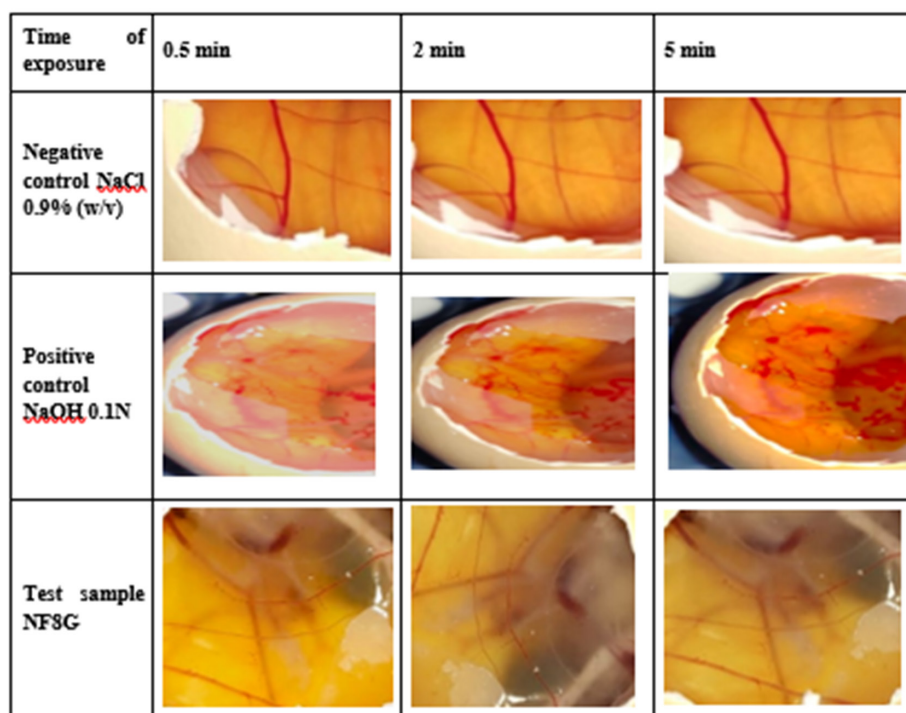 Time of
exposure
0.5 min
2 min
5 min
Negative
control NaCl
0.9% (w/v)
Positive
control
NaOH 0.1N
Test sample
NF8G